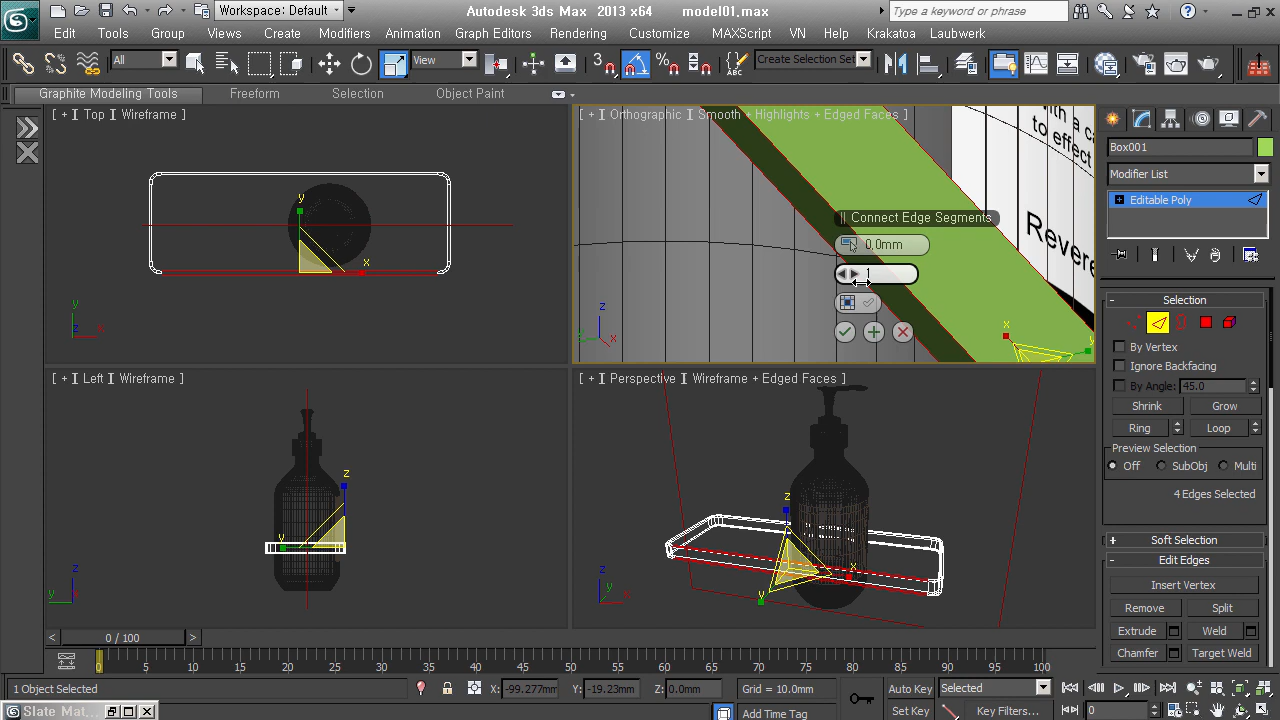 Workspace: Default
Autodesk 3ds Max 2013 x64 model01.max
Type a keyword or phrase
Edit Tools Group Views Create Modifiers Animation Graph Editors Rendering Customize MAXScript VN Help Krakatoa Laubwerk
All
View
3
Create Selection Set
Graphite Modeling Tools Freeform Selection Object Paint
[ + ] Top ] Wireframe ]
[ + ] Orthographic ] Smooth + Highlights + Edged Faces ]
with a ca
to effect
Revere
Connect Edge Segments
0,0mm
1
[ + ] Left ] Wireframe ]
[ + ] Perspective ] Wireframe + Edged Faces ]
Box001
Modifier List
Editable Poly
Selection
By Vertex
Ignore Backfacing
By Angle: 45.0
Shrink Grow
Ring Loop
Preview Selection
Off SubObj Multi
4 Edges Selected
Soft Selection
Edit Edges
Insert Vertex
Remove Split
Extrude Weld
Chamfer Target Weld
0 / 100
0 5 10 15 20 25 30 35 40 45 50 55 60 65 70 75 80 85 90 95 100
1 Object Selected
X: -99.277mm Y: -19.23mm Z: 0.0mm
Grid = 10.0mm
Auto Key Selected
Slate Mat...
Add Time Tag
Set Key Key Filters...
0